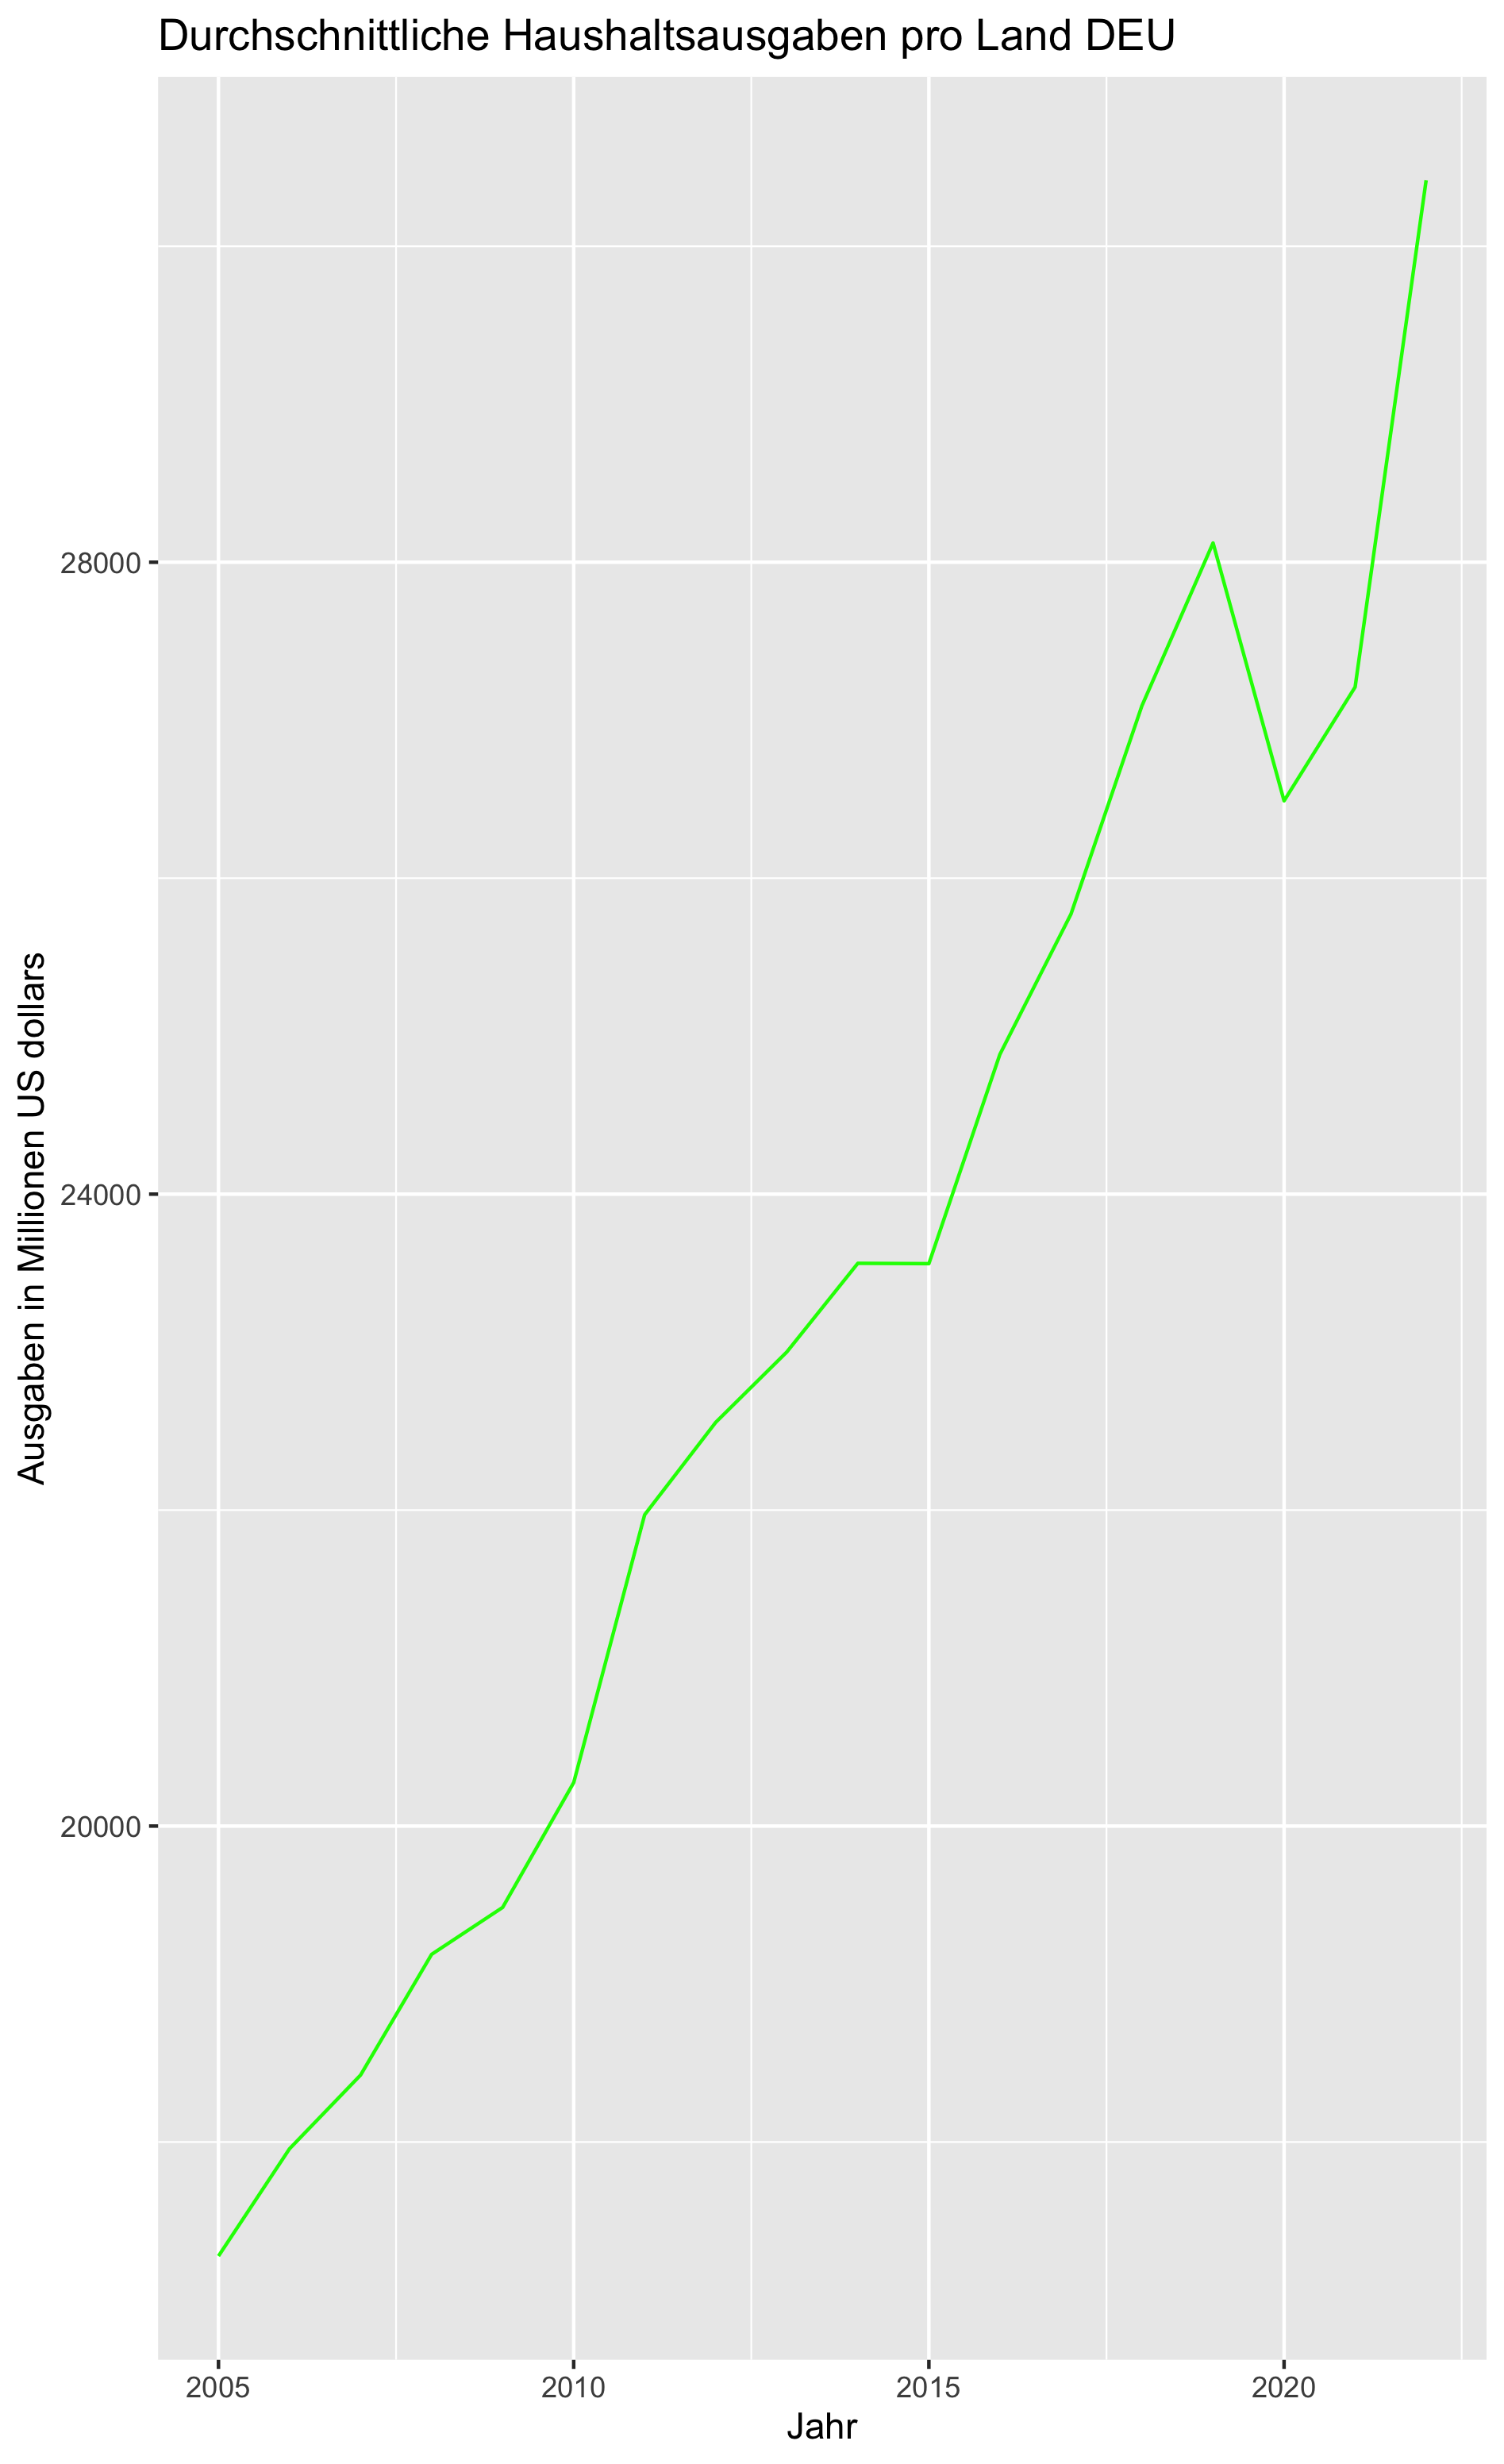 Durchschnittliche Haushaltsausgaben pro Land DEU
Ausgaben in Millionen US dollars
28000
24000
20000
2005
2010
2015
2020
Jahr